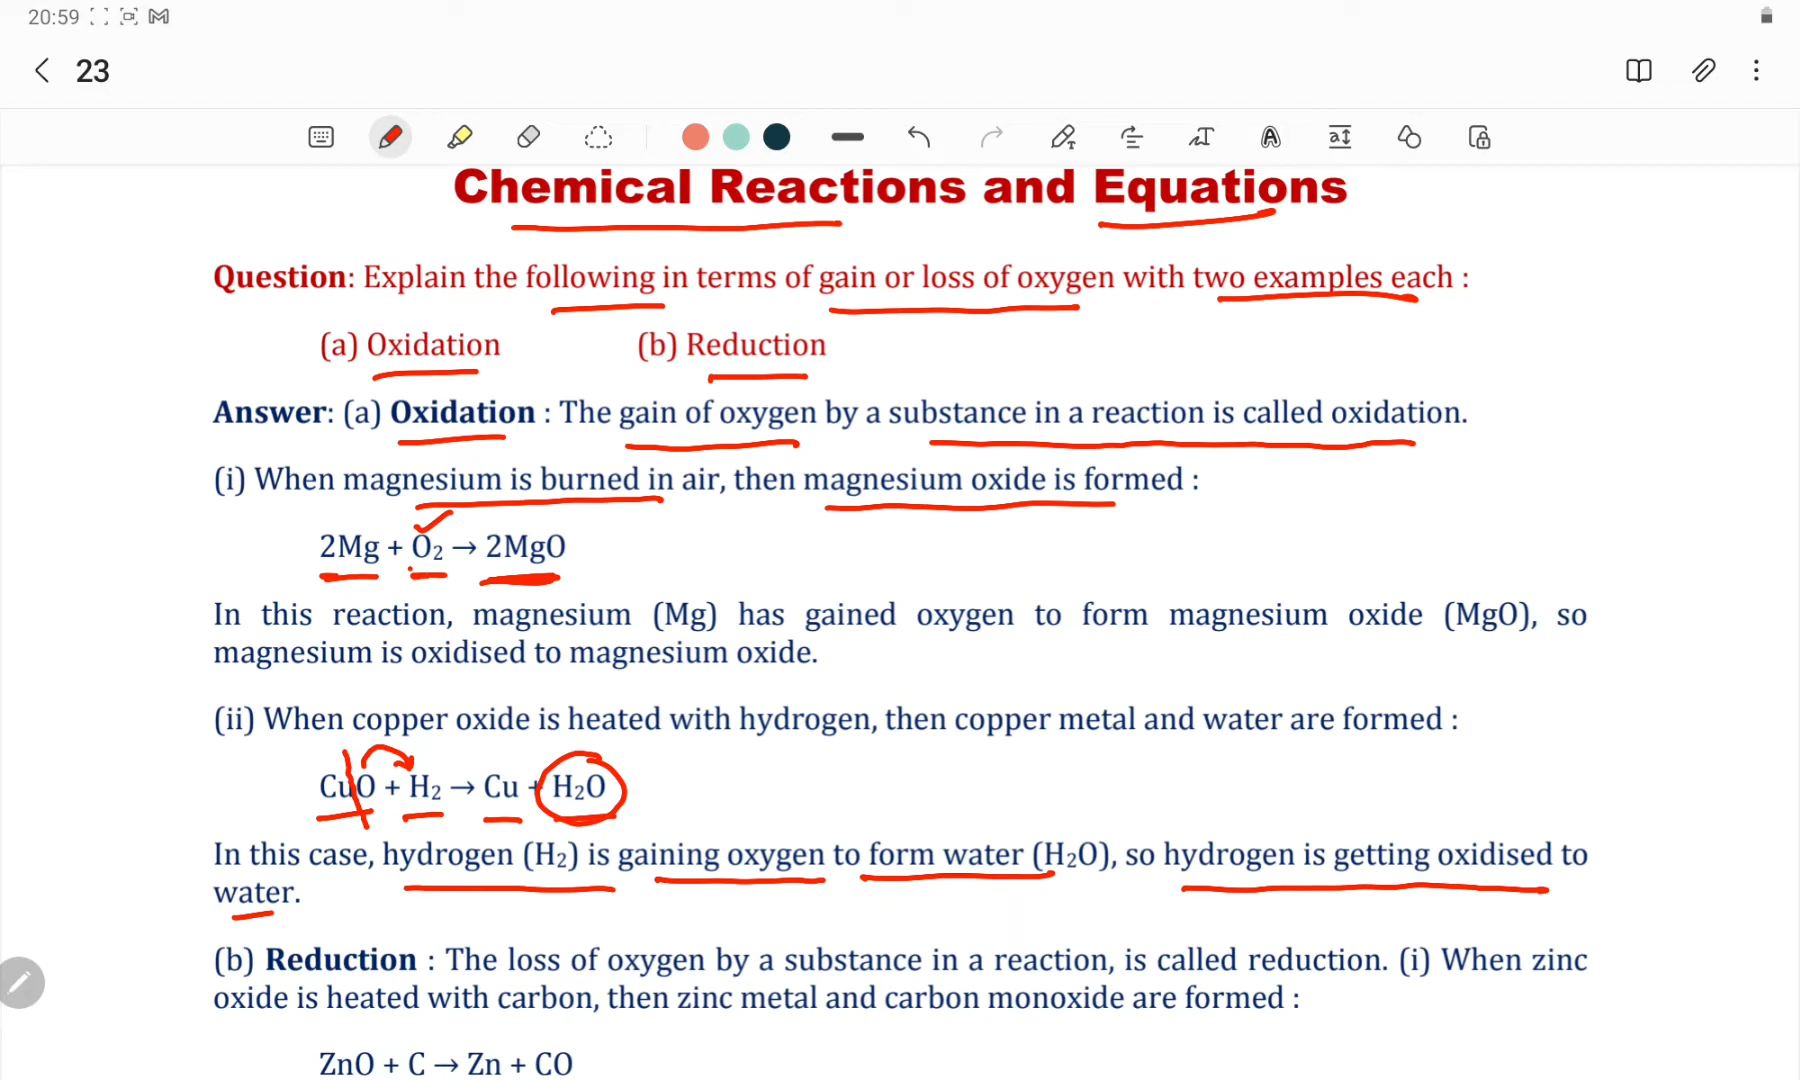 20:59
23
Chemical Reactions and Equations
Question: Explain the following in terms of gain or loss of oxygen with two examples each :
(a) Oxidation (b) Reduction
Answer: (a) Oxidation : The gain of oxygen by a substance in a reaction is called oxidation.
(i) When magnesium is burned in air, then magnesium oxide is formed :
2Mg + O₂ → 2MgO
In this reaction, magnesium (Mg) has gained oxygen to form magnesium oxide (MgO), so
magnesium is oxidised to magnesium oxide.
(ii) When copper oxide is heated with hydrogen, then copper metal and water are formed :
CuO + H₂ → Cu + H₂O
In this case, hydrogen (H₂) is gaining oxygen to form water (H₂O), so hydrogen is getting oxidised to
water.
(b) Reduction : The loss of oxygen by a substance in a reaction, is called reduction. (i) When zinc
oxide is heated with carbon, then zinc metal and carbon monoxide are formed :
ZnO + C → Zn + CO